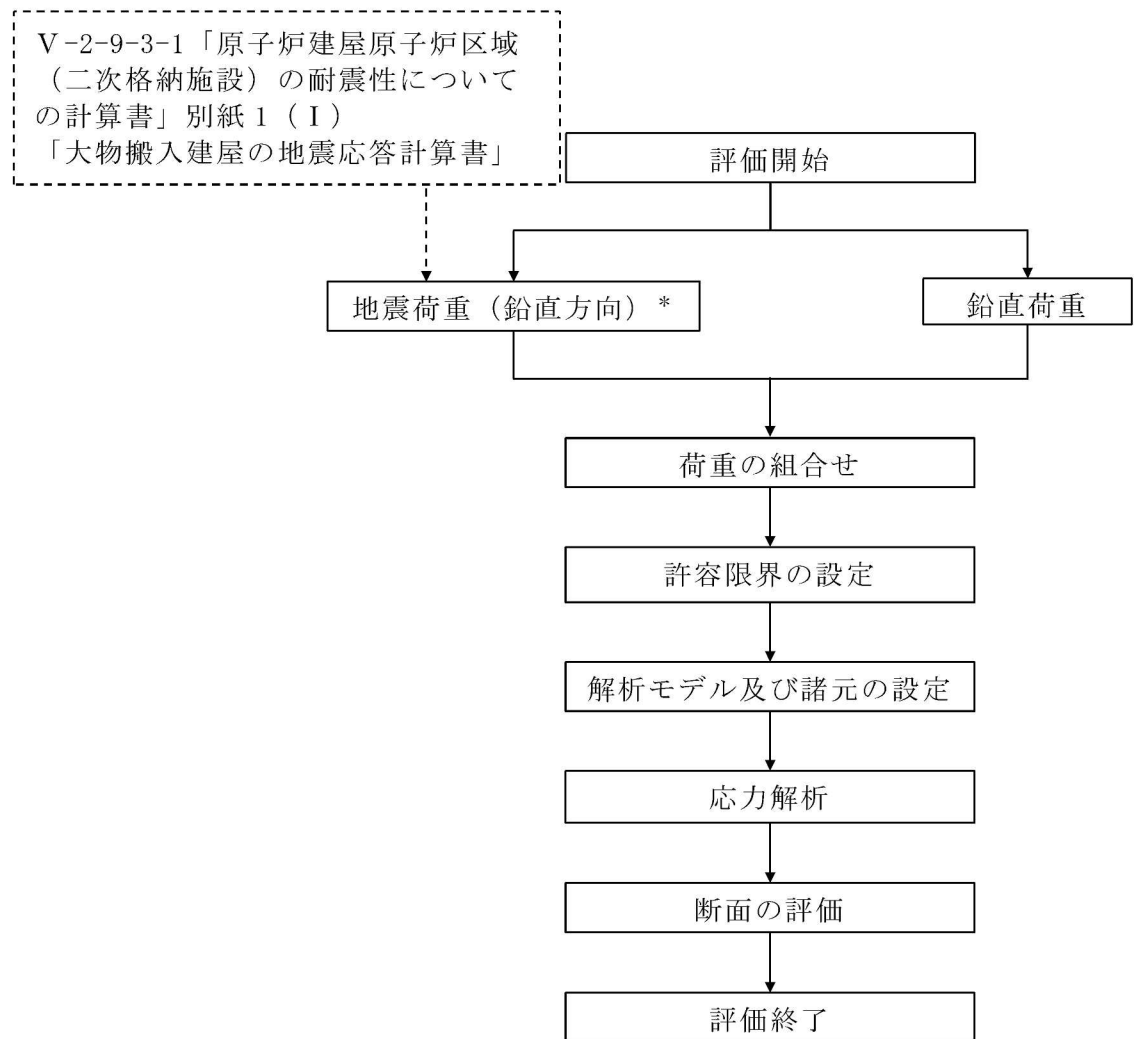 Ⅴ-2-9-3-1「原子炉建屋原子炉区域
（二次格納施設）の耐震性について
の計算書」別紙1（Ⅰ）
「大物搬入建屋の地震応答計算書」
評価開始
地震荷重（鉛直方向）*
鉛直荷重
荷重の組合せ
許容限界の設定
解析モデル及び諸元の設定
応力解析
断面の評価
評価終了